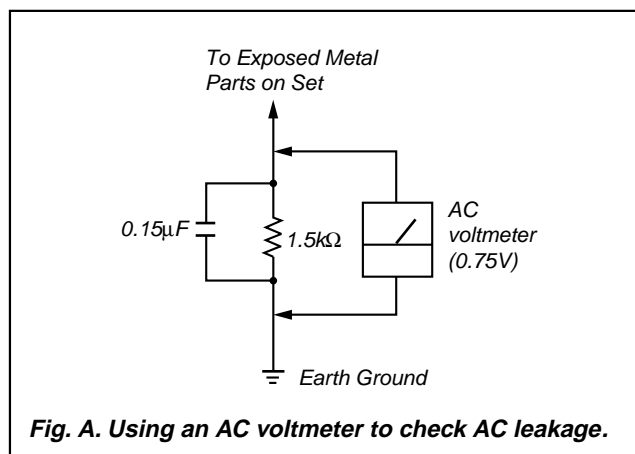 To Exposed Metal
Parts on Set
0.15μF
1.5kΩ
AC
voltmeter
(0.75V)
Earth Ground
Fig. A. Using an AC voltmeter to check AC leakage.